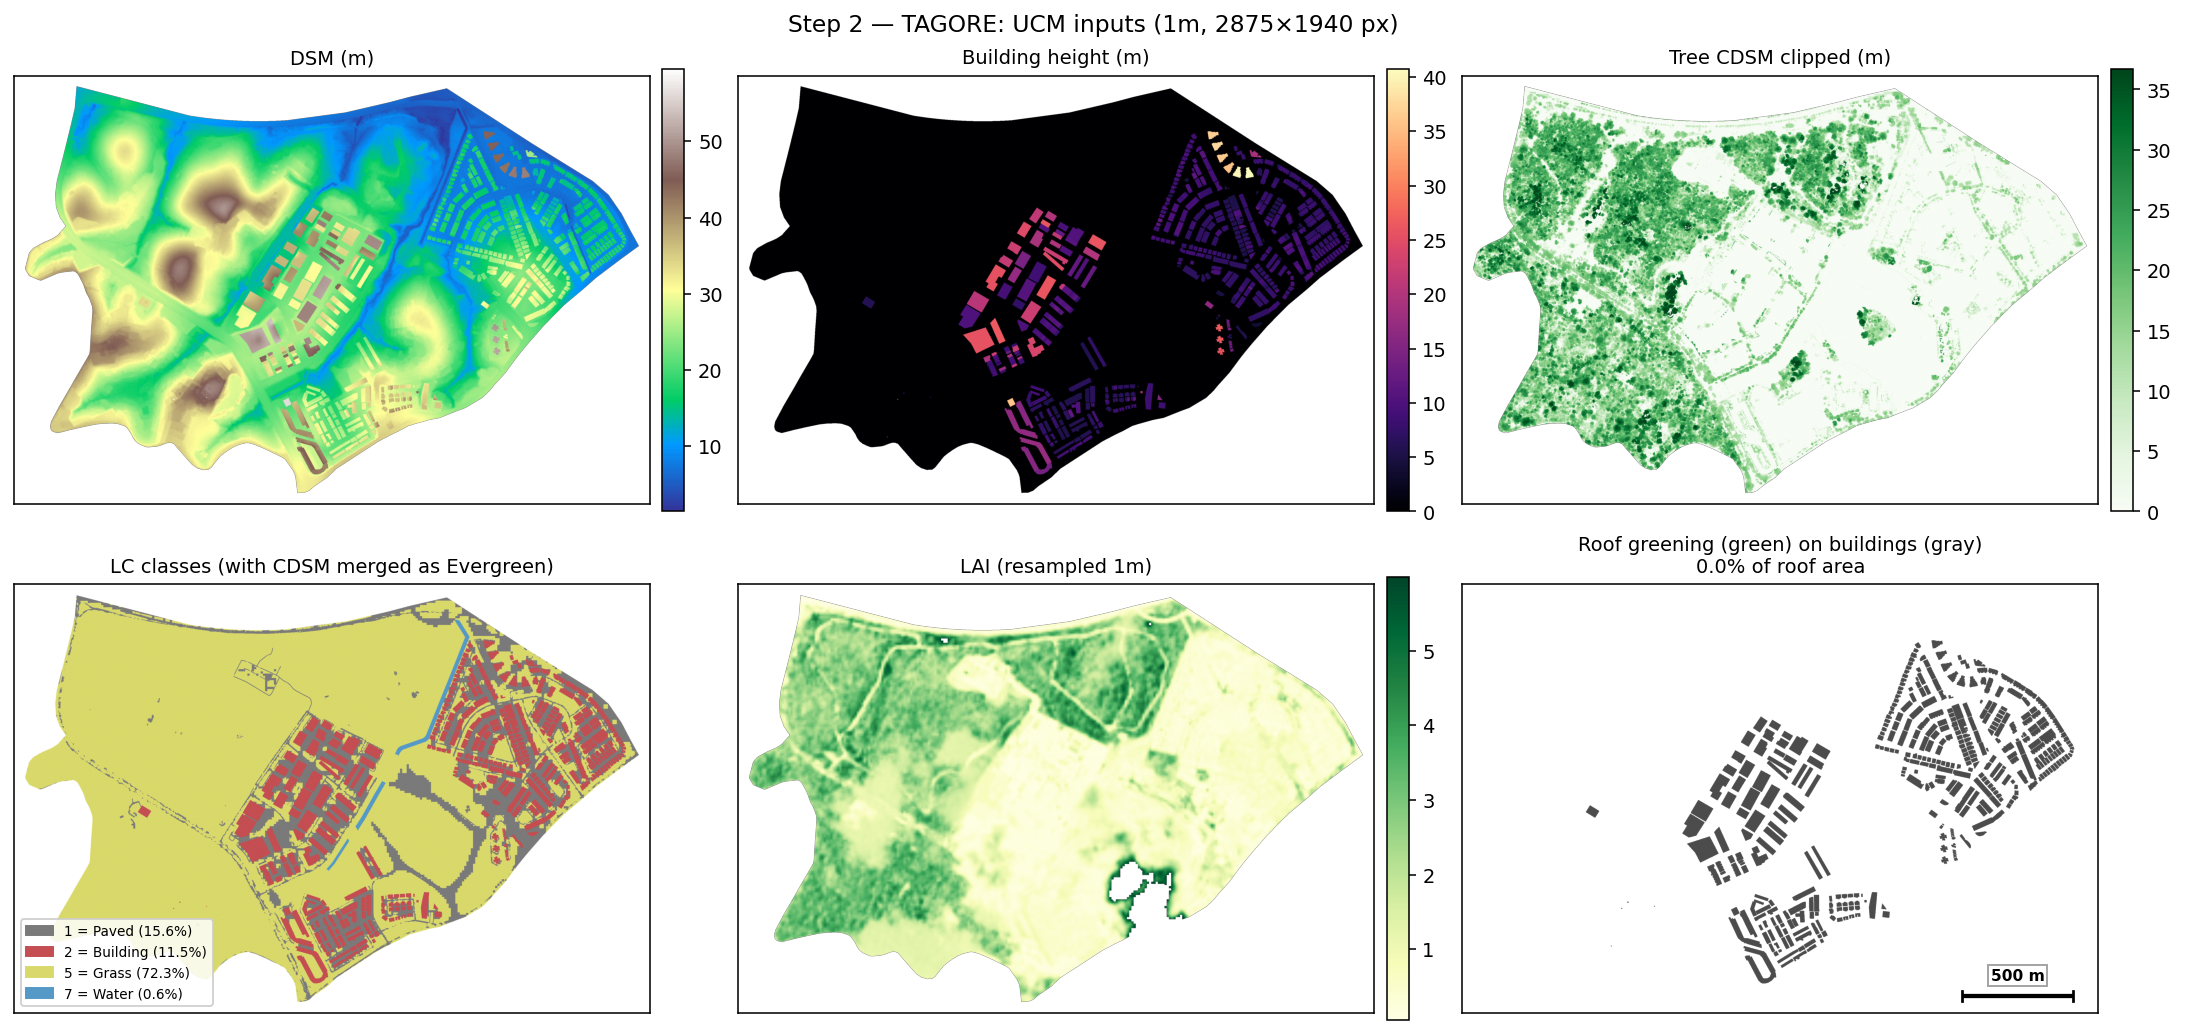 Step 2 — TAGORE: UCM inputs (1m, 2875×1940 px)
DSM (m)
50
40
30
20
10
Building height (m)
40
35
30
25
20
15
10
5
0
Tree CDSM clipped (m)
35
30
25
20
15
10
5
0
LC classes (with CDSM merged as Evergreen)
1 = Paved (15.6%)
2 = Building (11.5%)
5 = Grass (72.3%)
7 = Water (0.6%)
LAI (resampled 1m)
5
4
3
2
1
Roof greening (green) on buildings (gray)
0.0% of roof area
500 m